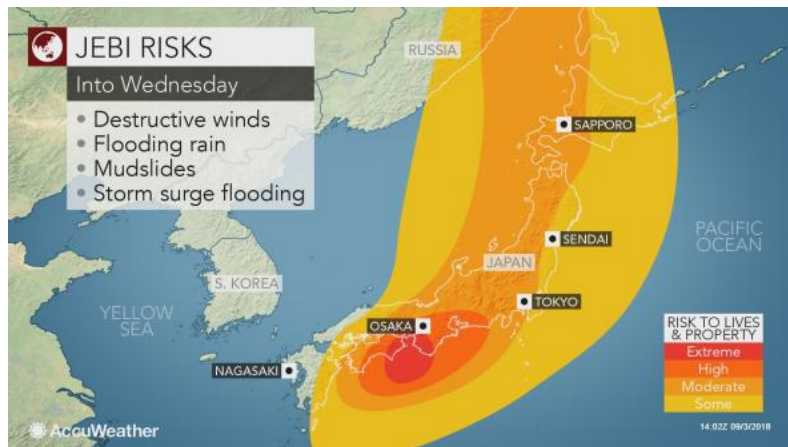 JEBI RISKS
Into Wednesday
• Destructive winds
• Flooding rain
• Mudslides
• Storm surge flooding
RUSSIA
SAPPORO
PACIFIC
OCEAN
SENDAI
JAPAN
S. KOREA
TOKYO
YELLOW
SEA
OSAKA
NAGASAKI
RISK TO LIVES
& PROPERTY
Extreme
High
Moderate
Some
AccuWeather
14:02Z 09/3/2018